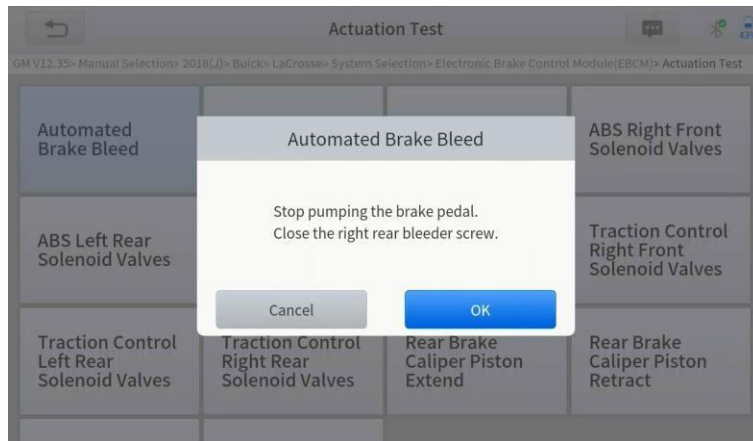 Actuation Test
43%
GM V12.35> Manual Selection> 2018(J)> Buick> LaCrosse> System Selection> Electronic Brake Control Module(EBCM)> Actuation Test
Automated
Brake Bleed
ABS Right Front
Solenoid Valves
Automated Brake Bleed
Stop pumping the brake pedal.
Close the right rear bleeder screw.
Cancel
OK
ABS Left Rear
Solenoid Valves
Traction Control
Right Front
Solenoid Valves
Traction Control
Left Rear
Solenoid Valves
Traction Control
Right Rear
Solenoid Valves
Rear Brake
Caliper Piston
Extend
Rear Brake
Caliper Piston
Retract